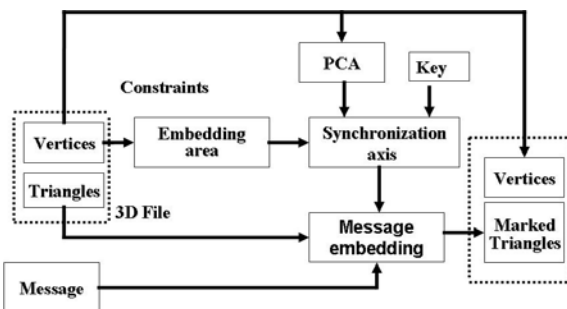 PCA
Key
Constraints
Vertices
Embedding
area
Synchronization
axis
Triangles
3D File
Vertices
Message
embedding
Marked
Triangles
Message